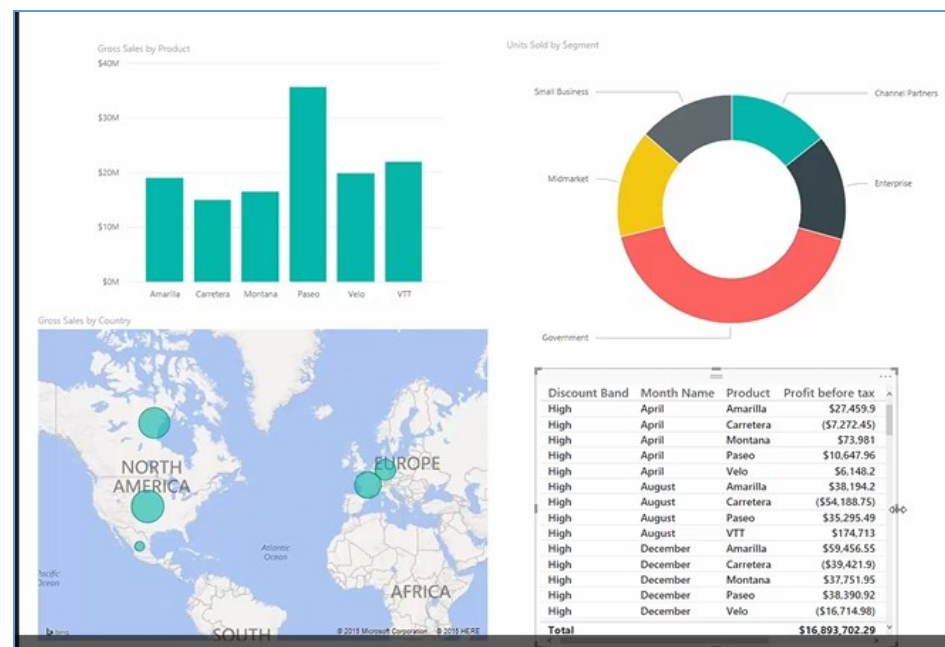 Gross Sales by Product
$40M
$30M
$20M
$10M
$0M
Amarilla Carretera Montana Paseo Velo VTT
Units Sold by Segment
Small Business
Channel Partners
Midmarket
Enterprise
Government
Gross Sales by Country
NORTH
AMERICA
EUROPE
Atlantic
Ocean
Pacific
Ocean
AFRICA
SOUTH
bing
© 2015 Microsoft Corporation © 2015 HERE
Discount Band Month Name Product Profit before tax
High April Amarilla $27,459.9
High April Carretera ($7,272.45)
High April Montana $73,981
High April Paseo $10,647.96
High April Velo $6,148.2
High August Amarilla $38,194.2
High August Carretera ($54,188.75)
High August Paseo $35,295.49
High August VTT $174,713
High December Amarilla $59,456.55
High December Carretera ($39,421.9)
High December Montana $37,751.95
High December Paseo $38,390.92
High December Velo ($16,714.98)
Total $16,893,702.29